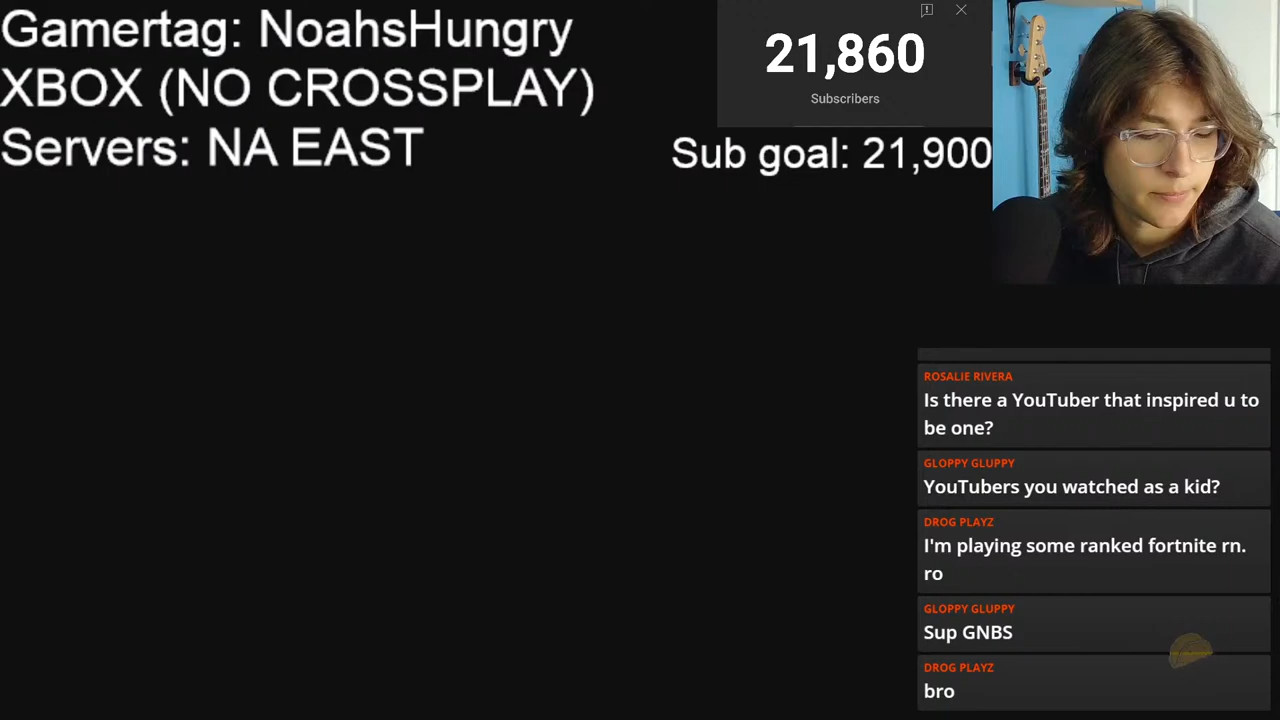 Gamertag: NoahsHungry
XBOX (NO CROSSPLAY)
Servers: NA EAST
21,860
Subscribers
Sub goal: 21,900
ROSALIE RIVERA
Is there a YouTuber that inspired u to
be one?
GLOPPY GLUPPY
YouTubers you watched as a kid?
DROG PLAYZ
I'm playing some ranked fortnite rn.
ro
GLOPPY GLUPPY
Sup GNBS
DROG PLAYZ
bro